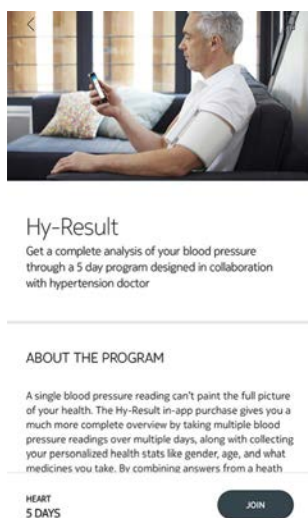 Hy-Result
Get a complete analysis of your blood pressure
through a 5 day program designed in collaboration
with hypertension doctor
ABOUT THE PROGRAM
A single blood pressure reading can't paint the full picture
of your health. The Hy-Result in-app purchase gives you a
much more complete overview by taking multiple blood
pressure readings over multiple days, along with collecting
your personalized health stats like gender, age, and what
medicines you take. By combining answers from a heath
HEART
5 DAYS
JOIN